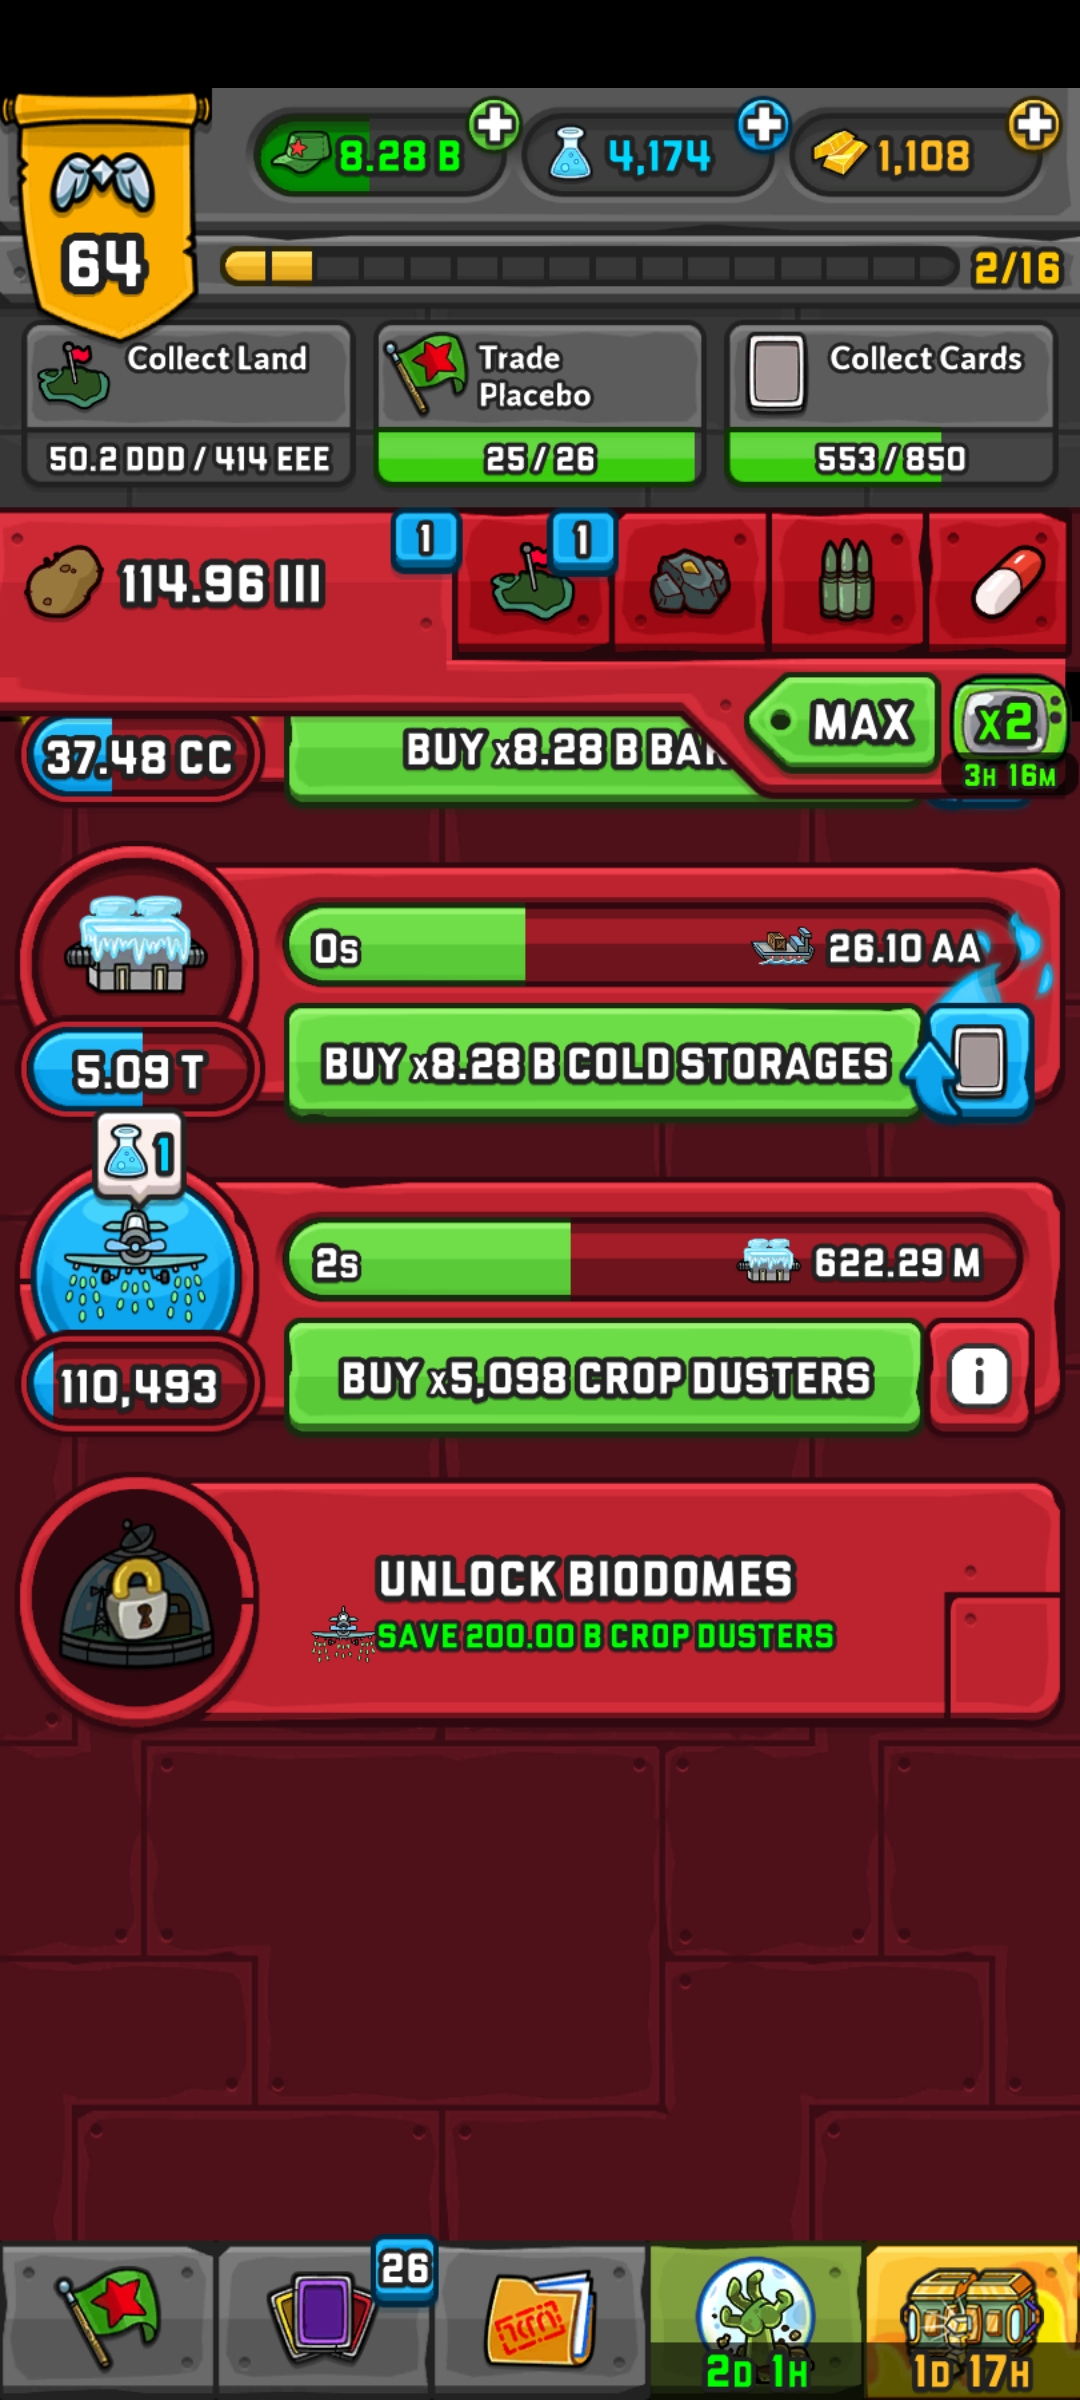 8.28 B
4,174
1,108
64
2/16
Collect Land
50.2 DDD / 414 EEE
Trade
Placebo
25 / 26
Collect Cards
553 / 850
114.96 III
1
1
MAX
x2
3H 16M
37.48 CC
BUY x8.28 B BAR
0s
26.10 AA
5.09 T
BUY x8.28 B COLD STORAGES
1
2s
622.29 M
110,493
BUY x5,098 CROP DUSTERS
i
UNLOCK BIODOMES
SAVE 200.00 B CROP DUSTERS
26
2D 1H
1D 17H